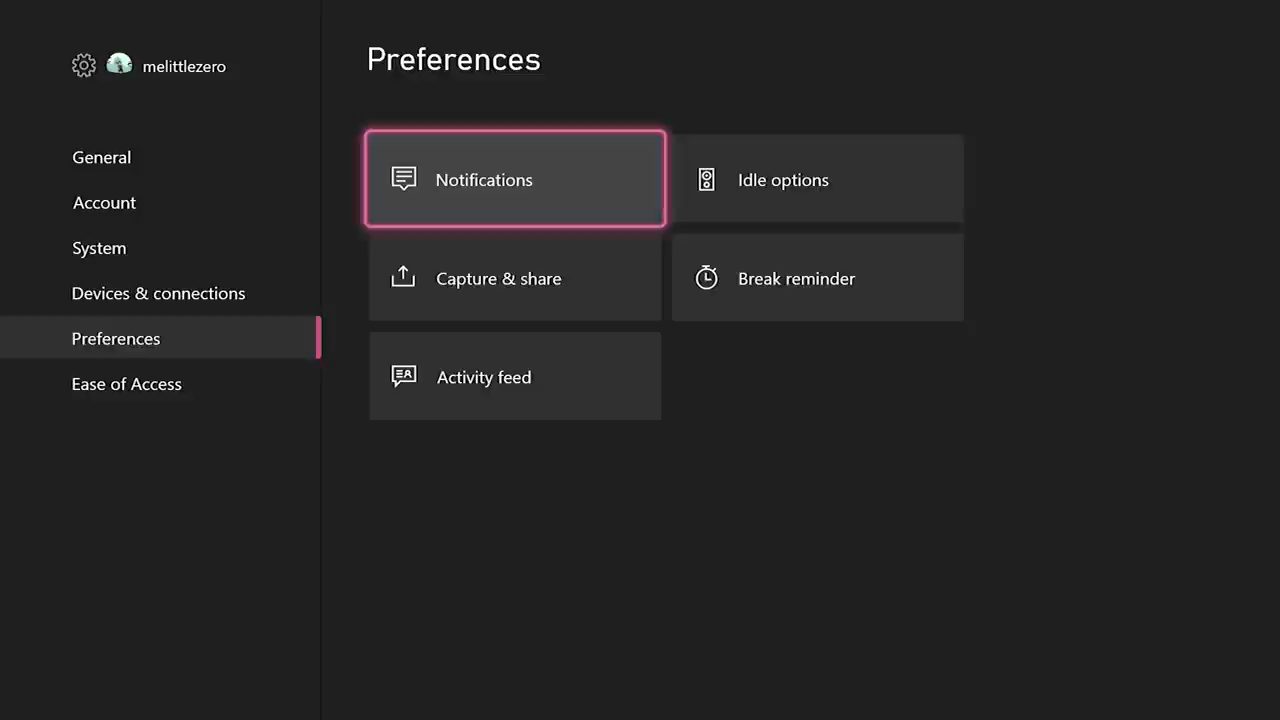 melittlezero
General
Account
System
Devices & connections
Preferences
Ease of Access
Preferences
Notifications
Idle options
Capture & share
Break reminder
Activity feed